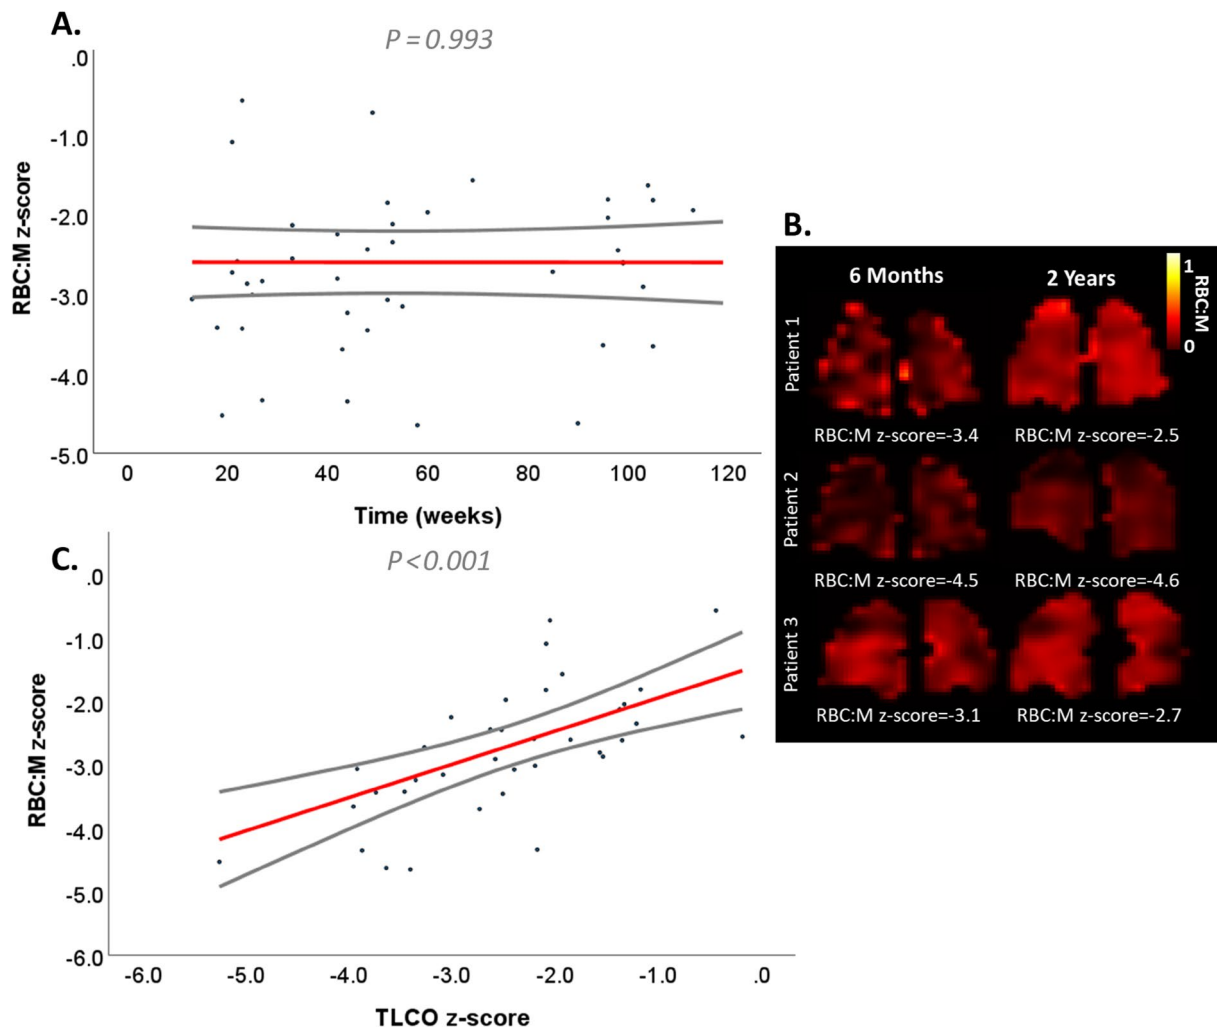 A.
P = 0.993
RBC:M z-score
.0
-1.0
-2.0
-3.0
-4.0
-5.0
0 20 40 60 80 100 120
Time (weeks)
B.
6 Months 2 Years
1
RBC:M
0
Patient 1
RBC:M z-score=-3.4 RBC:M z-score=-2.5
Patient 2
RBC:M z-score=-4.5 RBC:M z-score=-4.6
Patient 3
RBC:M z-score=-3.1 RBC:M z-score=-2.7
C.
P<0.001
RBC:M z-score
.0
-1.0
-2.0
-3.0
-4.0
-5.0
-6.0
-6.0 -5.0 -4.0 -3.0 -2.0 -1.0 .0
TLCO z-score